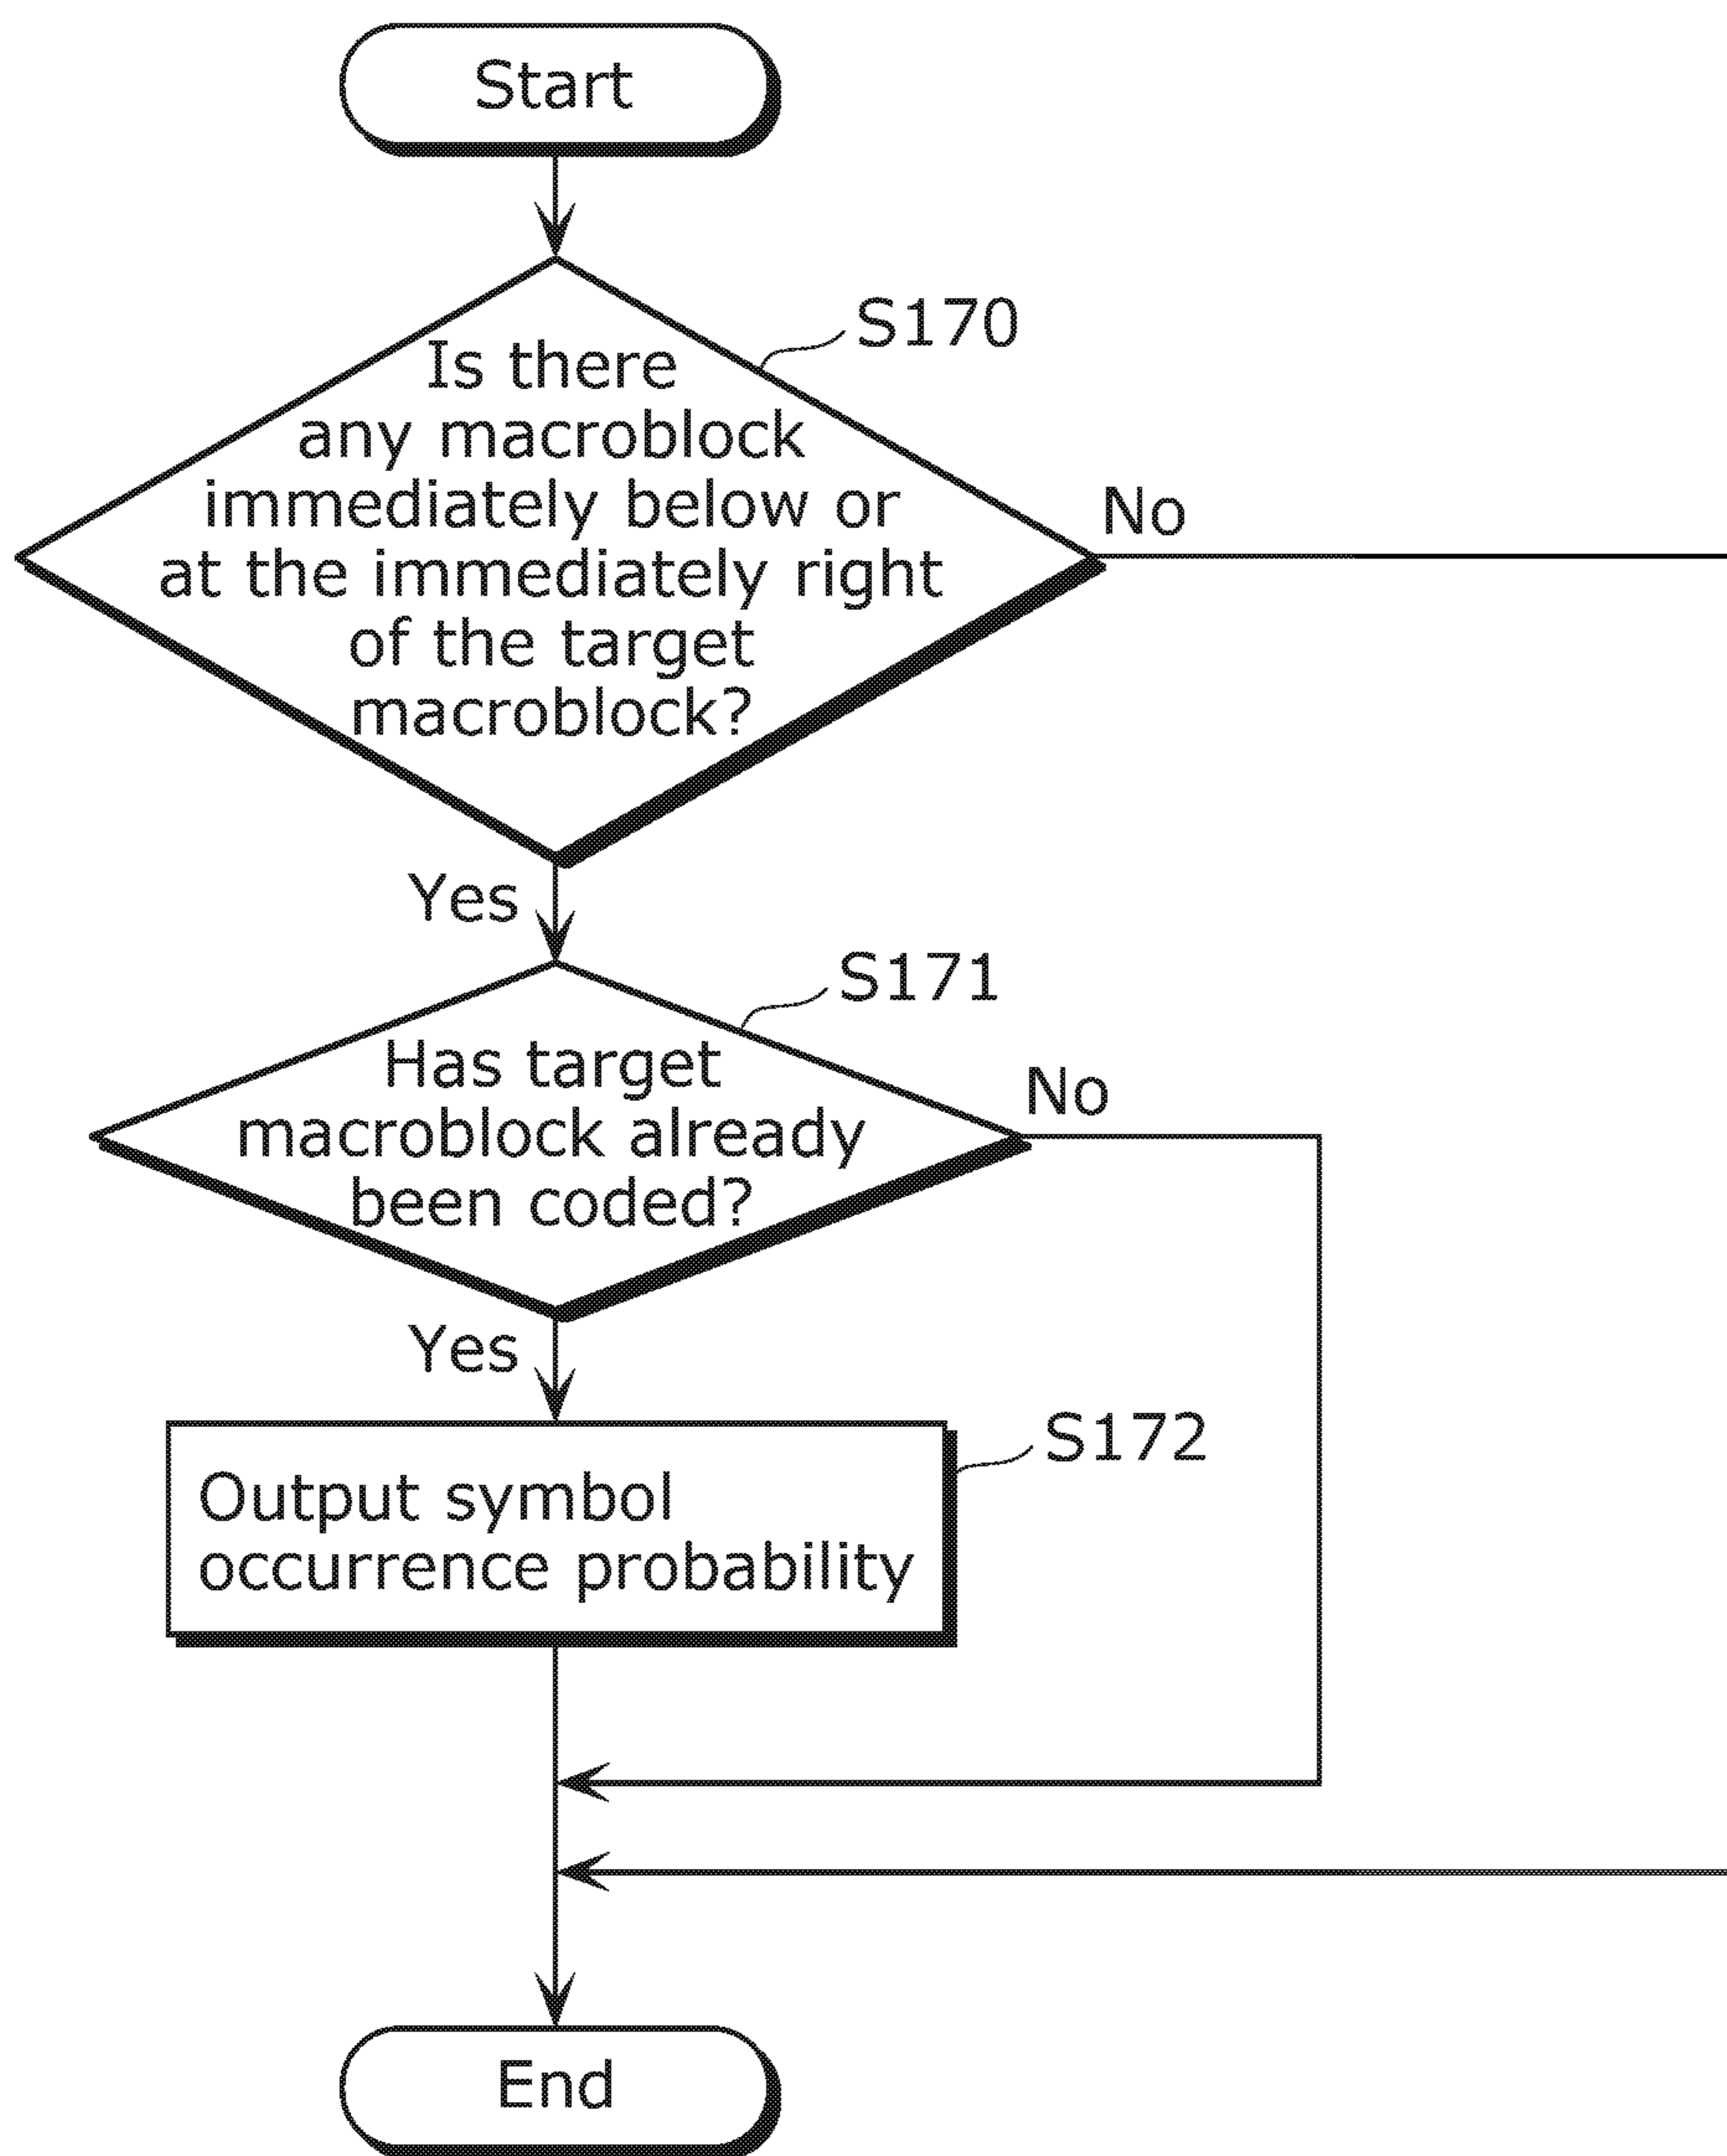 Start
S170
Is there
any macroblock
immediately below or
at the immediately right
of the target
macroblock?
No
Yes
S171
Has target
macroblock already
been coded?
No
Yes
S172
Output symbol
occurrence probability
End